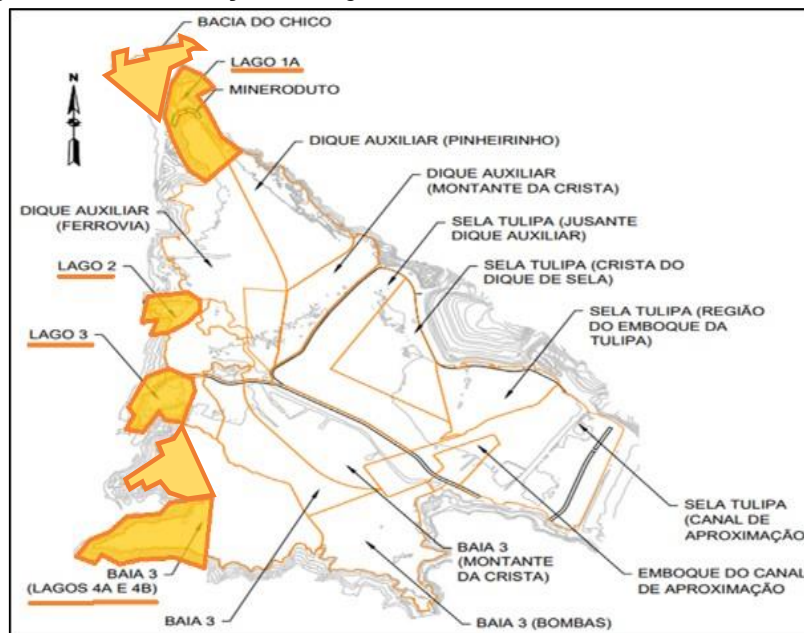 BACIA DO CHICO
LAGO 1A
MINERODUTO
N
DIQUE AUXILIAR (PINHEIRINHO)
DIQUE AUXILIAR
(MONTANTE DA CRISTA)
DIQUE AUXILIAR
(FERROVIA)
SELA TULIPA (JUSANTE
DIQUE AUXILIAR)
SELA TULIPA (CRISTA DO
DIQUE DE SELA)
LAGO 2
SELA TULIPA (REGIÃO
DO EMBOQUE DA
TULIPA)
LAGO 3
SELA TULIPA
(CANAL DE
APROXIMAÇÃO
BAIA 3
(MONTANTE
DA CRISTA)
EMBOQUE DO CANAL
DE APROXIMAÇÃO
BAIA 3
(LAGOS 4A E 4B)
BAIA 3
BAIA 3 (BOMBAS)